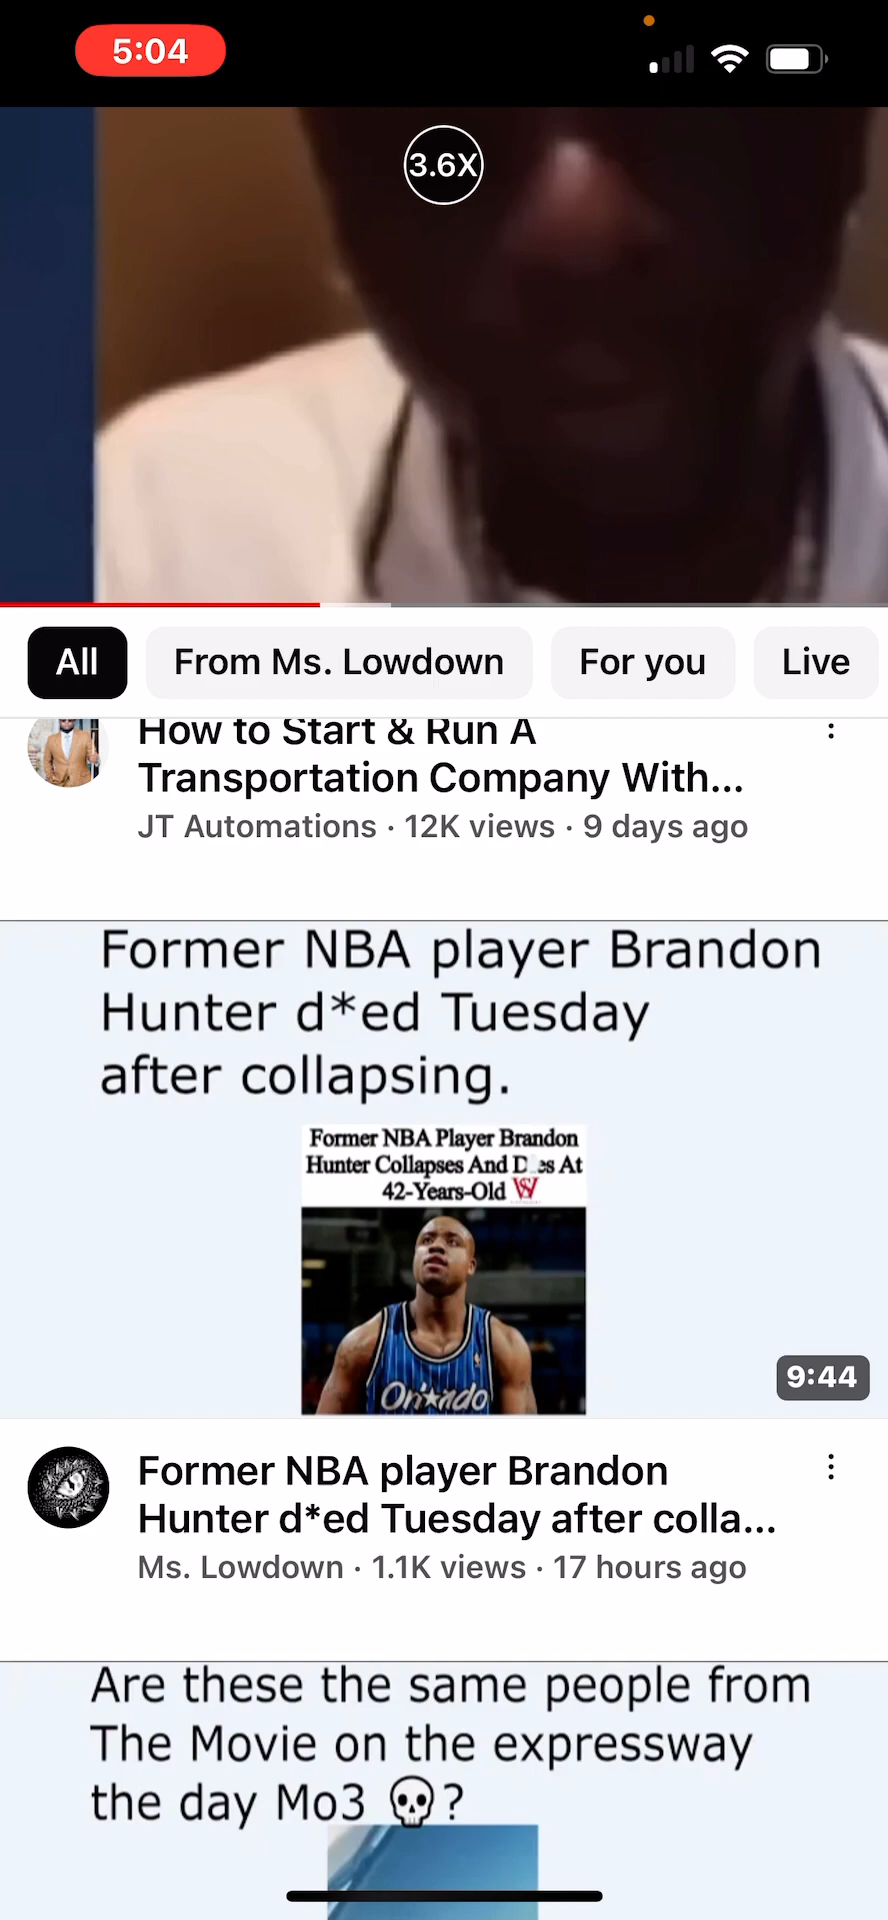 5:04
3.6X
All
From Ms. Lowdown
For you
Live
How to Start & Run A
Transportation Company With...
JT Automations · 12K views · 9 days ago
Former NBA player Brandon
Hunter d*ed Tuesday
after collapsing.
Former NBA Player Brandon
Hunter Collapses And D es At
42-Years-Old
Orlando
9:44
Former NBA player Brandon
Hunter d*ed Tuesday after colla...
Ms. Lowdown · 1.1K views · 17 hours ago
Are these the same people from
The Movie on the expressway
the day Mo3 💀?